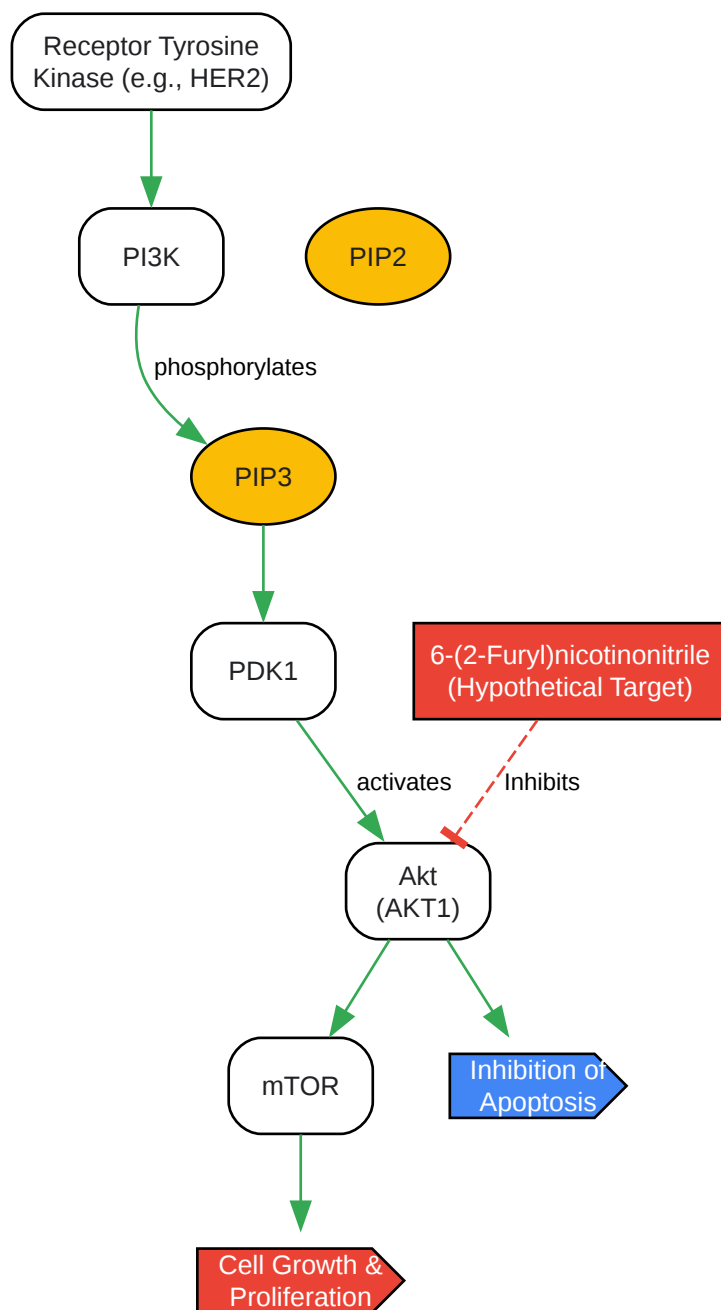 Receptor Tyrosine
Kinase (e.g., HER2)
PI3K
PIP2
phosphorylates
PIP3
PDK1
6-(2-Furyl)nicotinonitrile
(Hypothetical Target)
activates
Inhibits
Akt
(AKT1)
mTOR
Inhibition of
Apoptosis
Cell Growth &
Proliferation